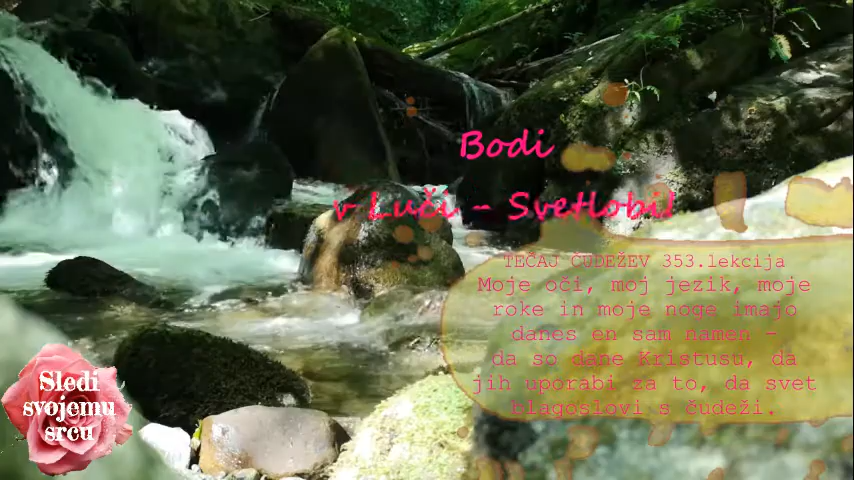 Bodi
v Luči - Svetlobi!
TEČAJ ČUDEŽEV 353.lekcija
Moje oči, moj jezik, moje
roke in moje noge imajo
danes en sam namen -
da so dane Kristusu, da
jih uporabi za to, da svet
blagoslovi s čudeži.
Sledi
svojemu
srcu